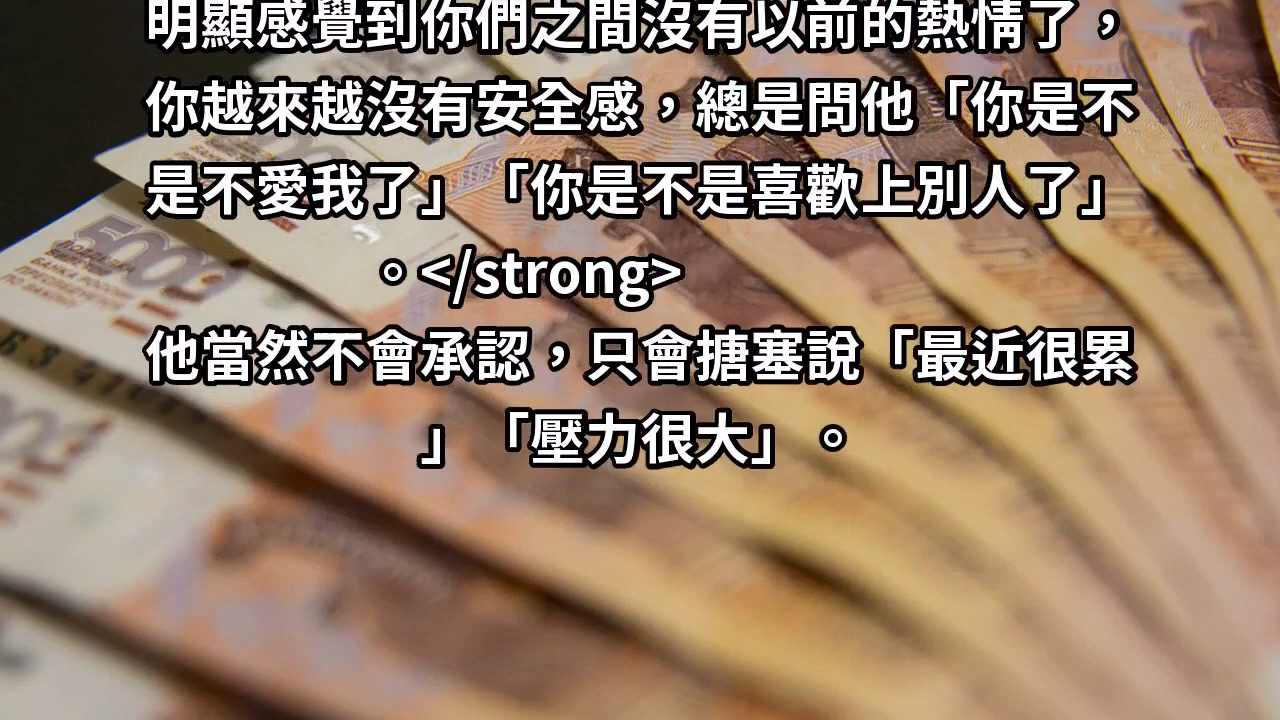 明顯感覺到你們之間沒有以前的熱情了，
你越來越沒有安全感，總是問他「你是不
是不愛我了」「你是不是喜歡上別人了」
。</strong>
他當然不會承認，只會搪塞說「最近很累
」「壓力很大」。
5000